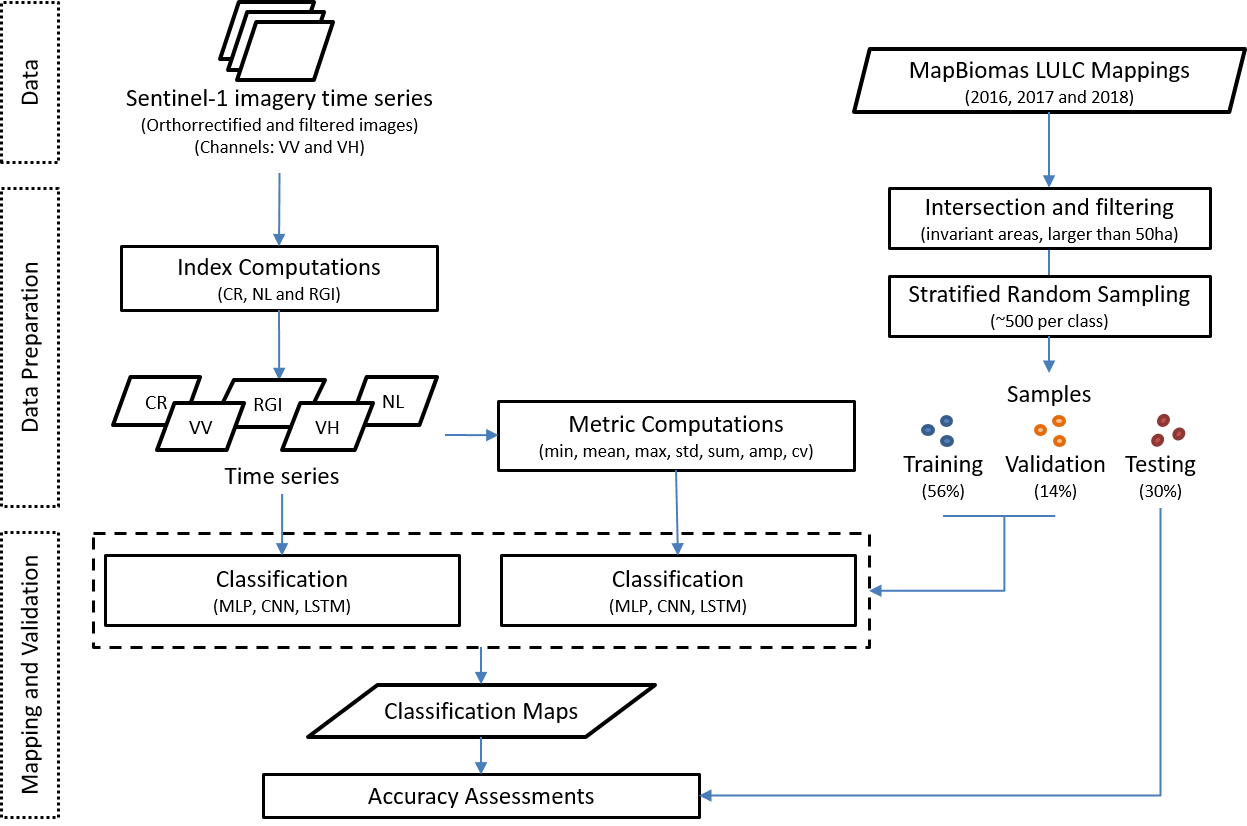 Data
Sentinel-1 imagery time series
(Orthorrectified and filtered images)
(Channels: VV and VH)
MapBiomas LULC Mappings
(2016, 2017 and 2018)
Data Preparation
Index Computations
(CR, NL and RGI)
CR
VV
RGI
VH
NL
Time series
Metric Computations
(min, mean, max, std, sum, amp, cv)
Intersection and filtering
(invariant areas, larger than 50ha)
Stratified Random Sampling
(~500 per class)
Samples
Training
(56%)
Validation
(14%)
Testing
(30%)
Mapping and Validation
Classification
(MLP, CNN, LSTM)
Classification
(MLP, CNN, LSTM)
Classification Maps
Accuracy Assessments